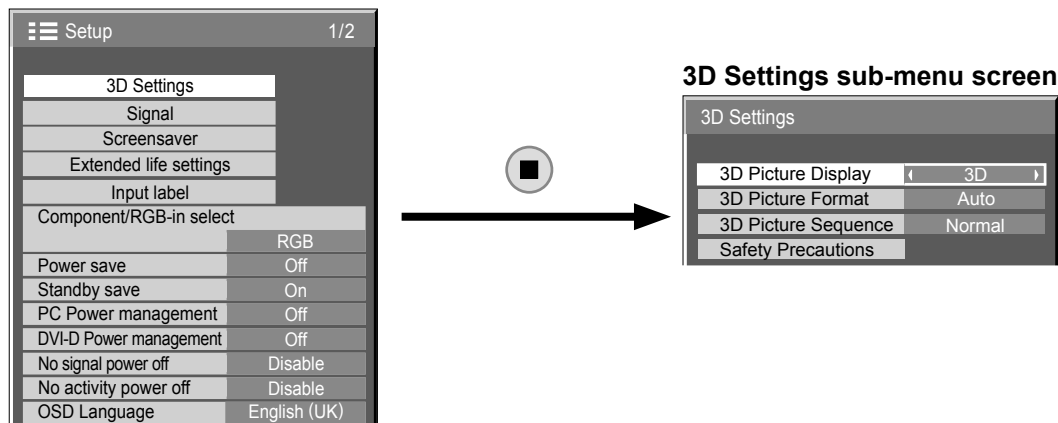 Setup 1/2
3D Settings
Signal
Screensaver
Extended life settings
Input label
Component/RGB-in select
RGB
Power save Off
Standby save On
PC Power management Off
DVI-D Power management Off
No signal power off Disable
No activity power off Disable
OSD Language English (UK)
3D Settings sub-menu screen
3D Settings
3D Picture Display 3D
3D Picture Format Auto
3D Picture Sequence Normal
Safety Precautions